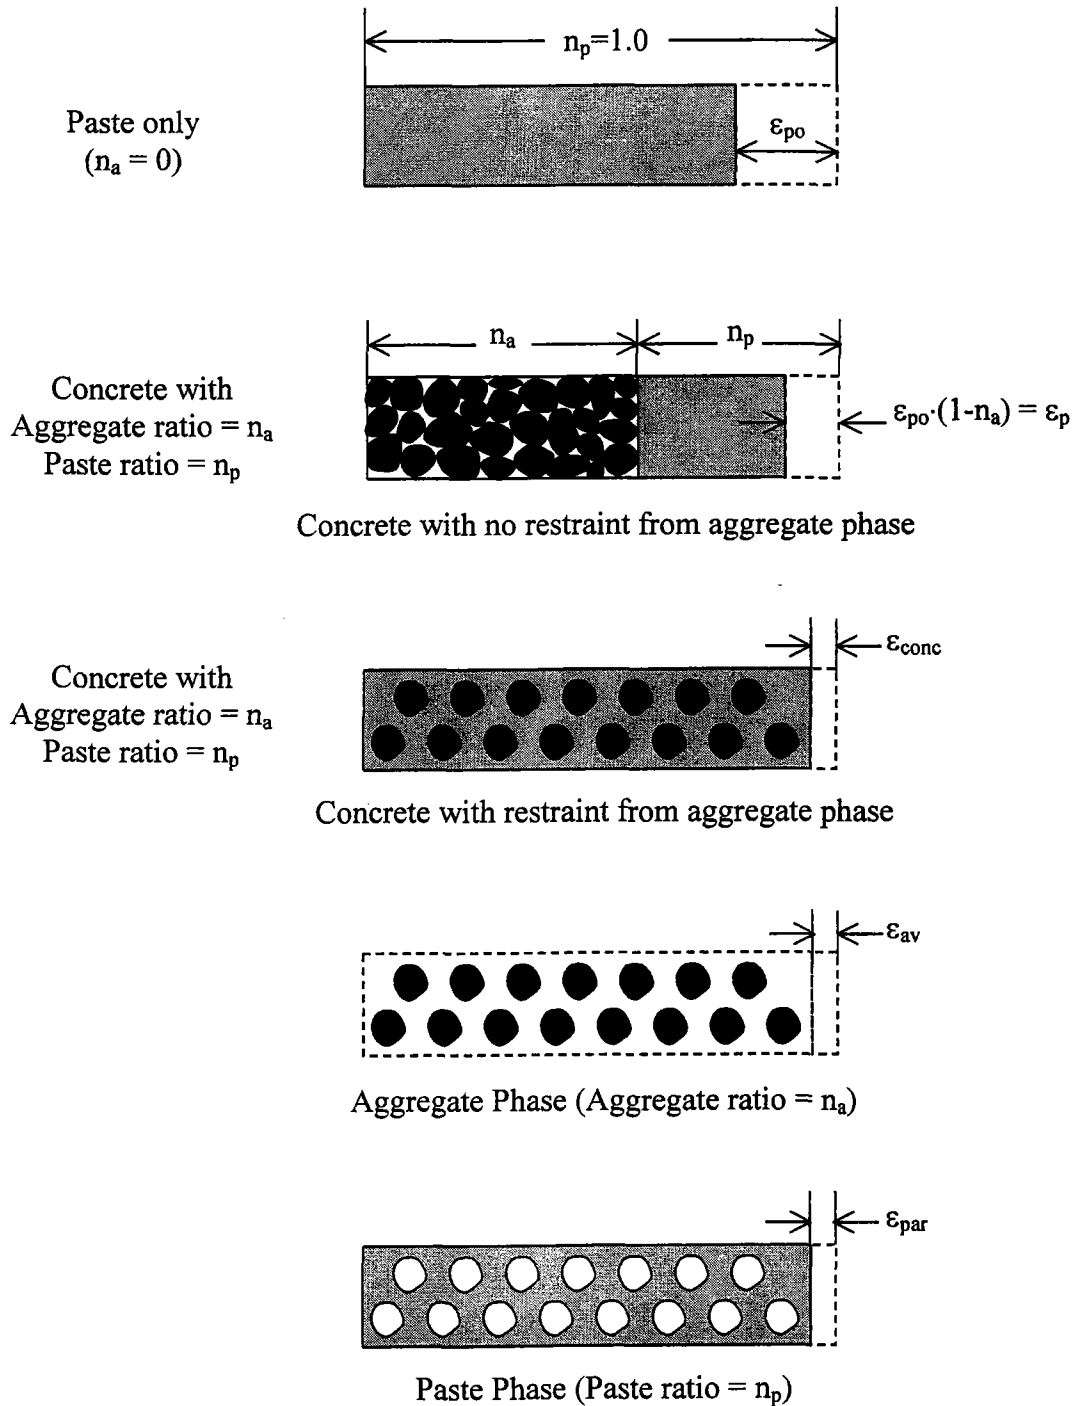 n_p=1.0
Paste only
(n_a = 0)
ε_po
n_a
n_p
Concrete with
Aggregate ratio = n_a
Paste ratio = n_p
ε_po·(1-n_a) = ε_p
Concrete with no restraint from aggregate phase
ε_conc
Concrete with
Aggregate ratio = n_a
Paste ratio = n_p
Concrete with restraint from aggregate phase
ε_av
Aggregate Phase (Aggregate ratio = n_a)
ε_par
Paste Phase (Paste ratio = n_p)